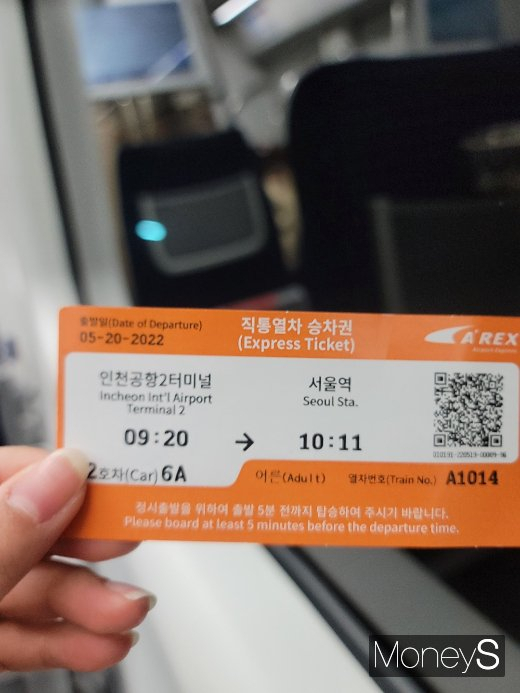 출발일(Date of Departure)
05-20-2022
직통열차 승차권
(Express Ticket)
A'REX
Airport Express
인천공항2터미널
Incheon Int'l Airport
Terminal 2
서울역
Seoul Sta.
09:20 → 10:11
2호차(Car) 6A
어른(Adult)
열차번호(Train No.) A1014
정시출발을 위하여 출발 5분 전까지 탑승하여 주시기 바랍니다.
Please board at least 5 minutes before the departure time.
MoneyS